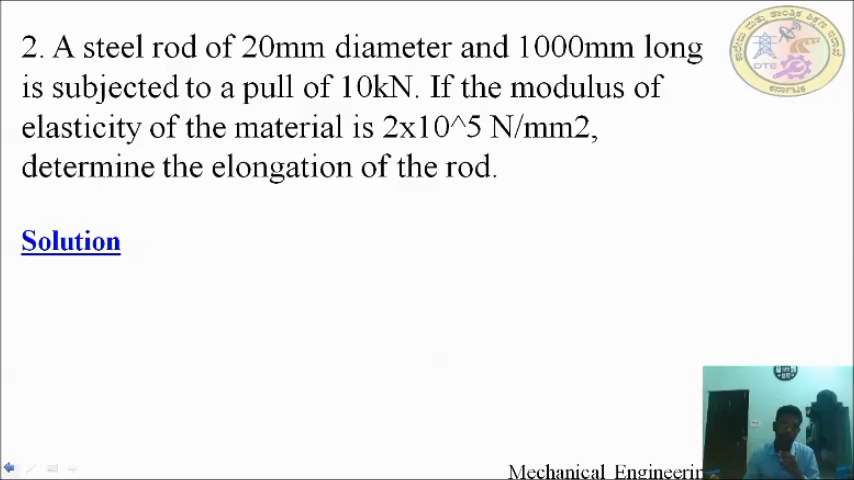 2. A steel rod of 20mm diameter and 1000mm long
is subjected to a pull of 10kN. If the modulus of
elasticity of the material is 2x10^5 N/mm2,
determine the elongation of the rod.
Solution
DTE
Mechanical Engineerin